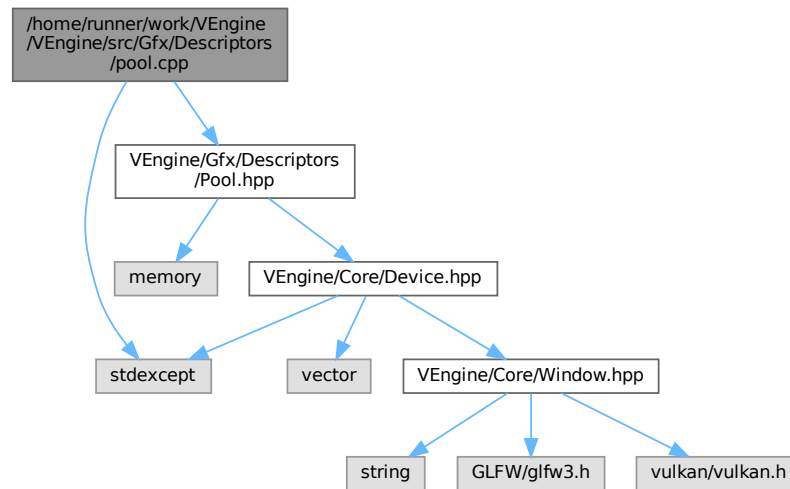 /home/runner/work/VEngine
/VEngine/src/Gfx/Descriptors
/pool.cpp
VEngine/Gfx/Descriptors
/Pool.hpp
memory
VEngine/Core/Device.hpp
stdexcept
vector
VEngine/Core/Window.hpp
string
GLFW/glfw3.h
vulkan/vulkan.h